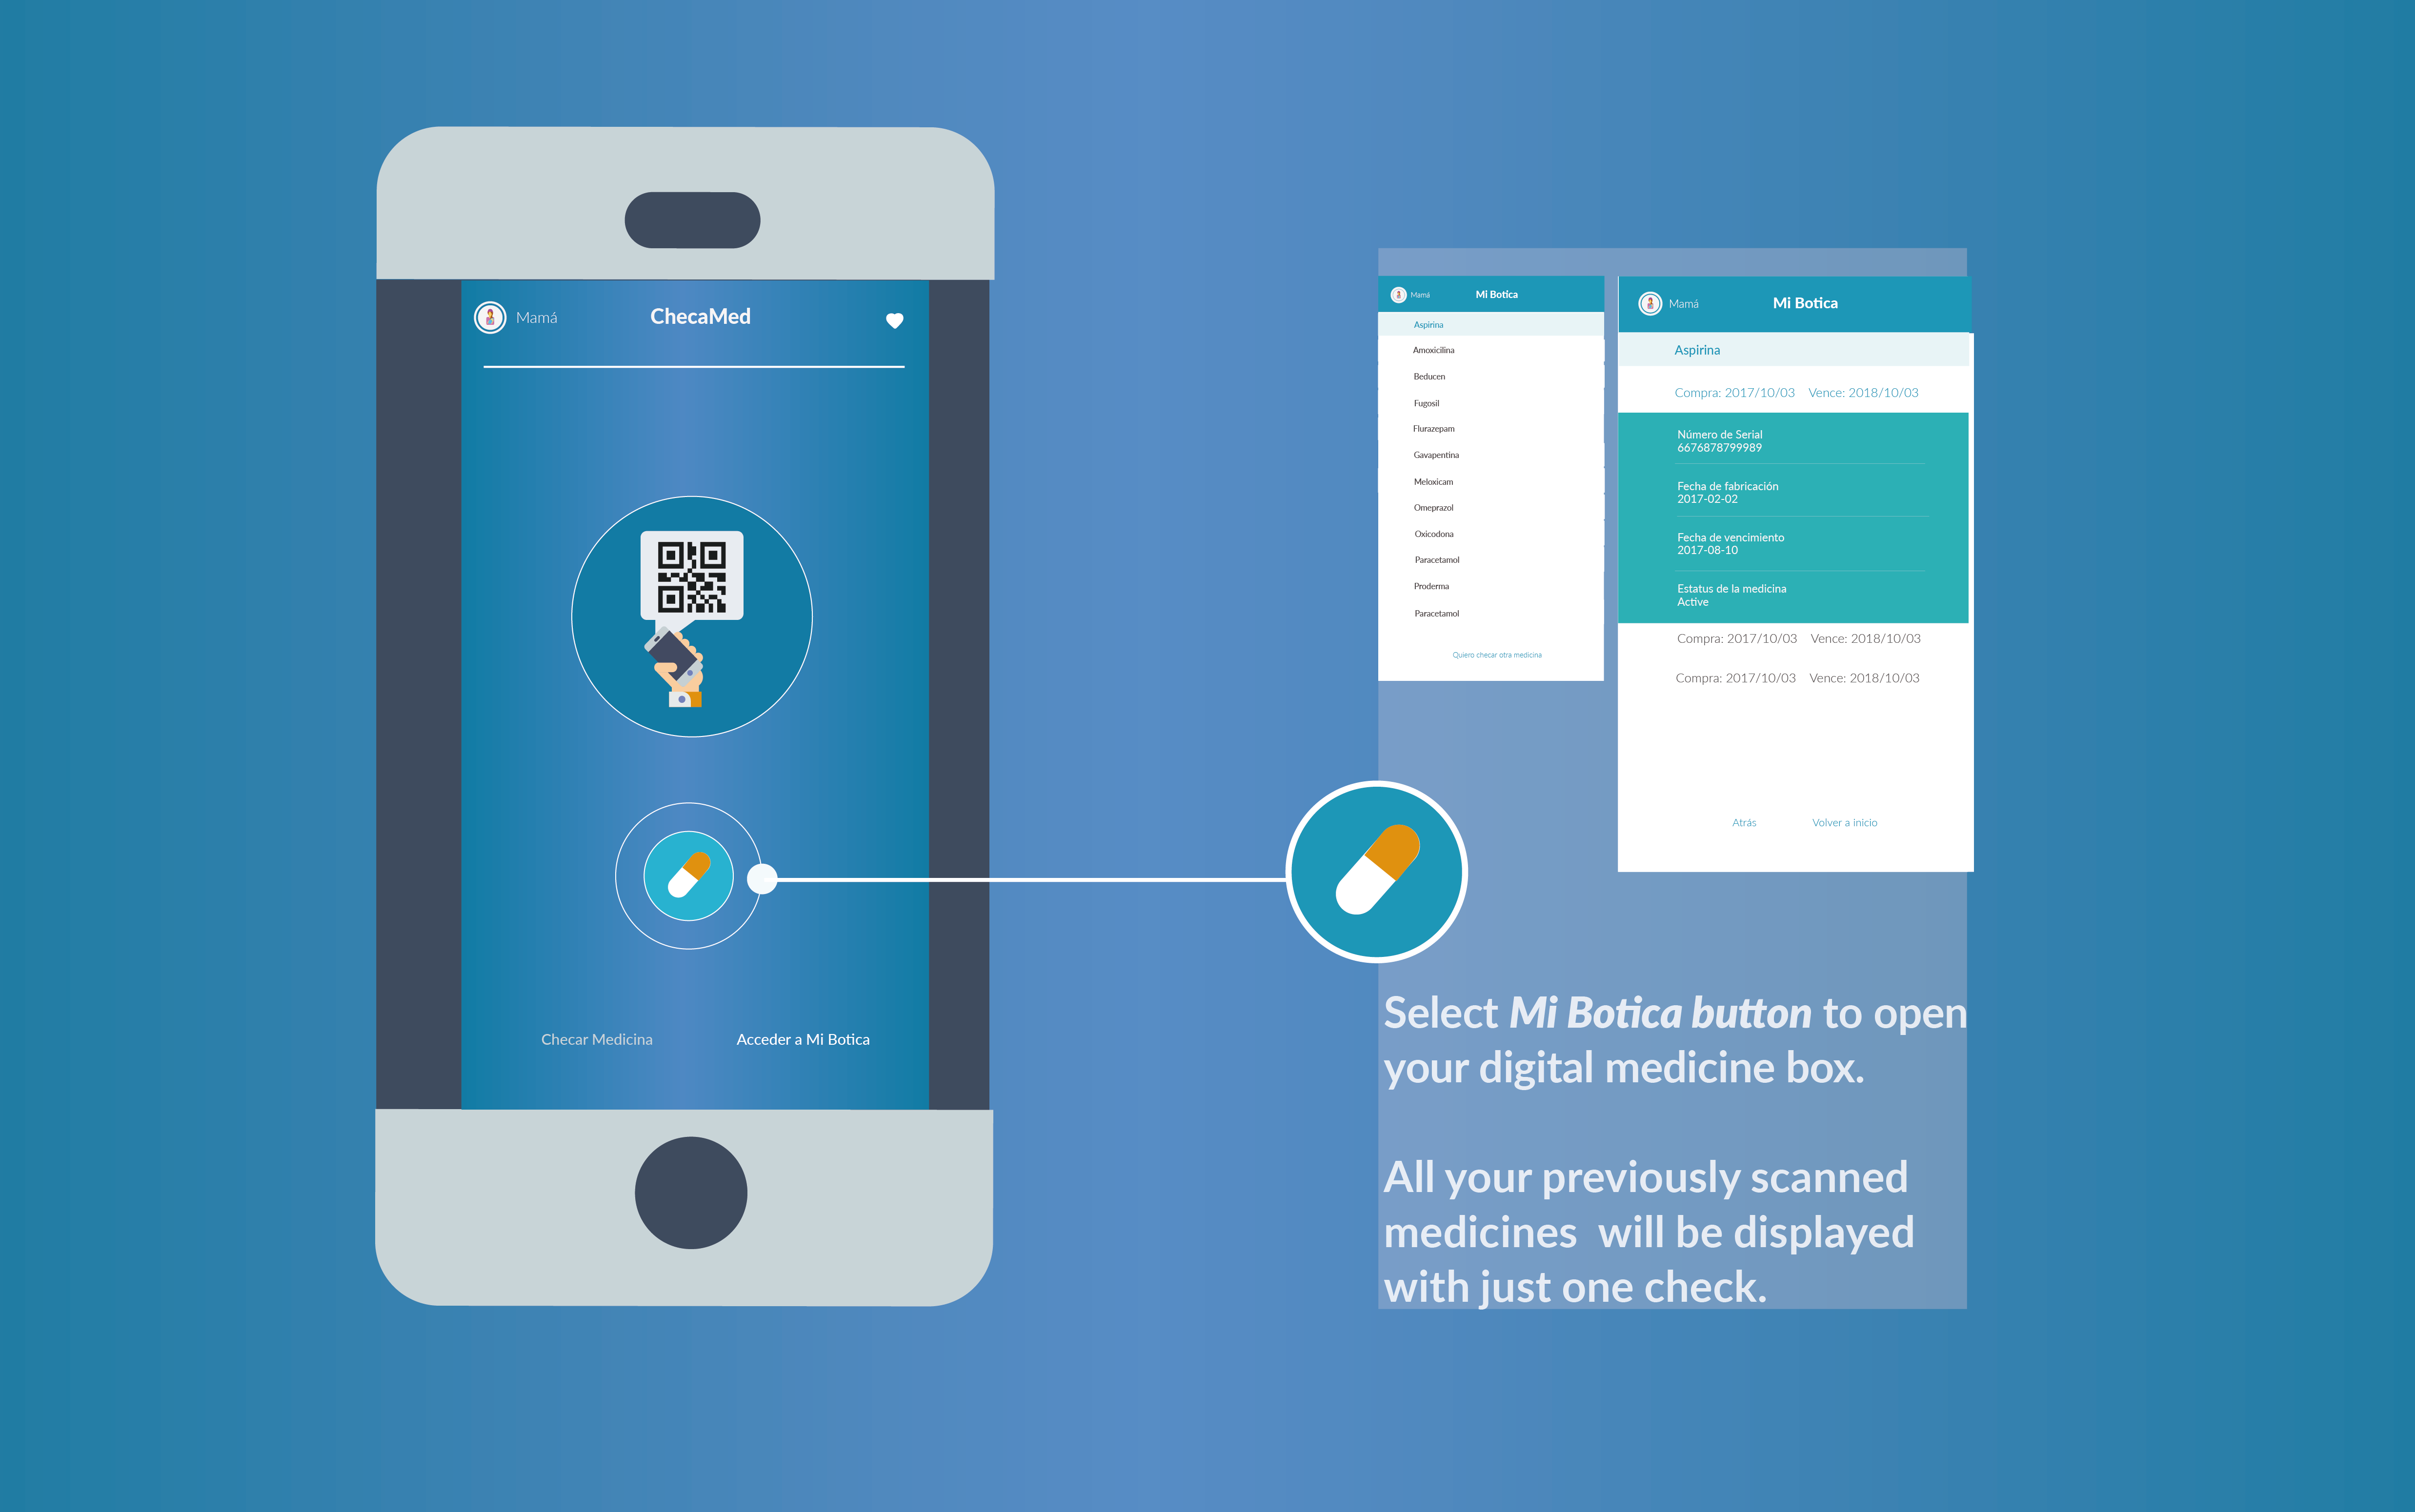 Mamá
ChecaMed
Checar Medicina
Acceder a Mi Botica
Mamá
Mi Botica
Aspirina
Amoxicilina
Beducen
Fugosil
Flurazepam
Gavapentina
Meloxicam
Omeprazol
Oxicodona
Paracetamol
Proderma
Paracetamol
Quiero checar otra medicina
Mamá
Mi Botica
Aspirina
Compra: 2017/10/03 Vence: 2018/10/03
Número de Serial
6676878799989
Fecha de fabricación
2017-02-02
Fecha de vencimiento
2017-08-10
Estatus de la medicina
Active
Compra: 2017/10/03 Vence: 2018/10/03
Compra: 2017/10/03 Vence: 2018/10/03
Atrás
Volver a inicio
Select Mi Botica button to open
your digital medicine box.
All your previously scanned
medicines will be displayed
with just one check.